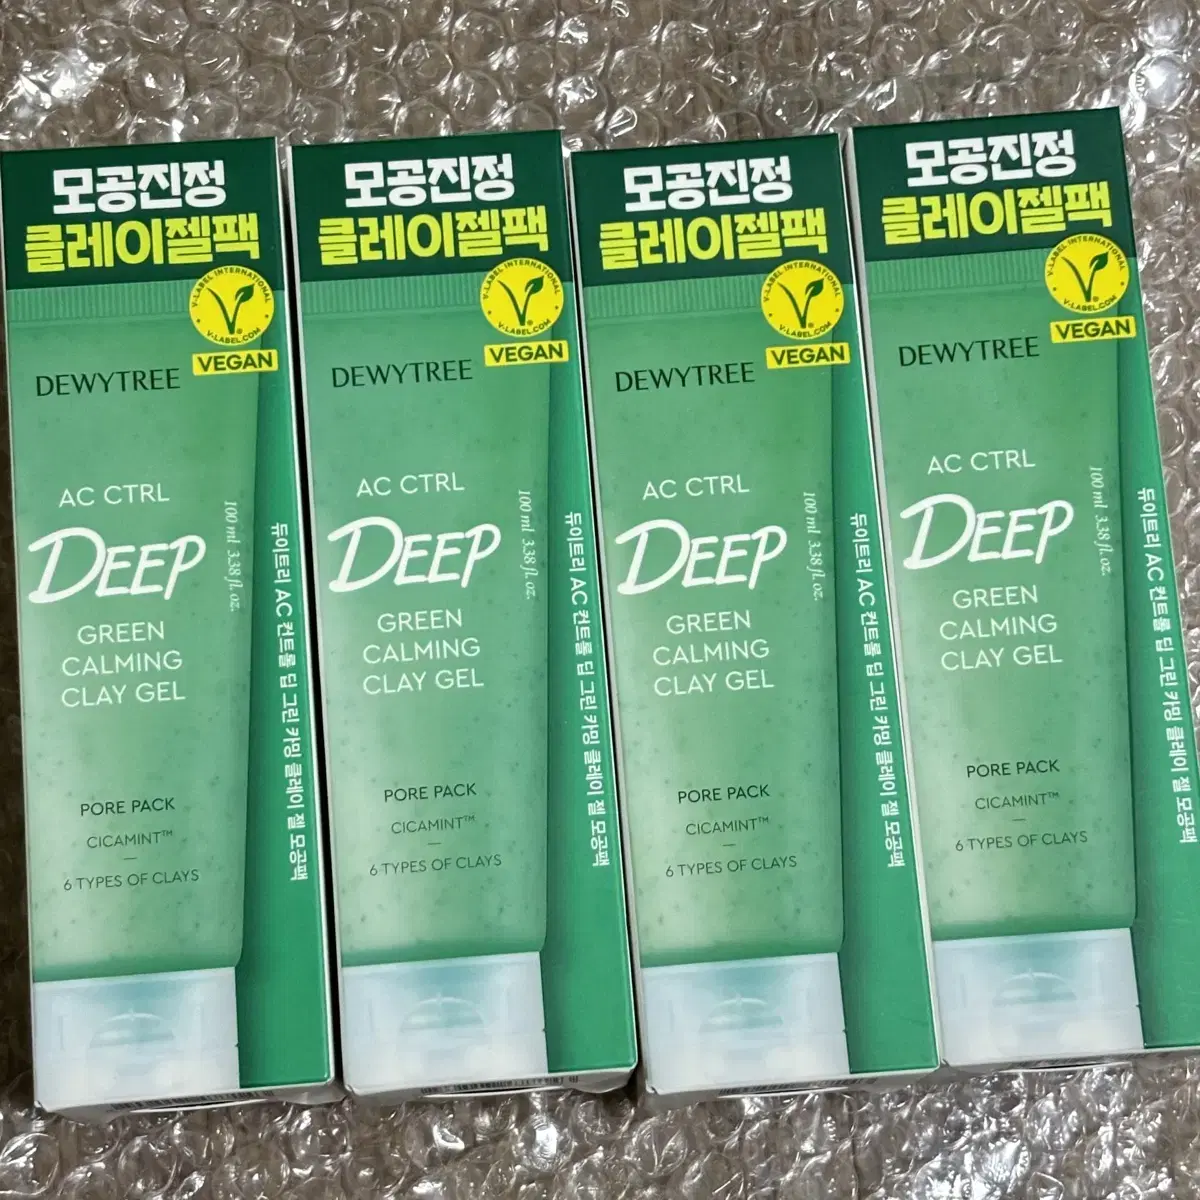 모공진정
클레이젤팩
V-LABEL INTERNATIONAL
V-LABEL.COM
VEGAN
DEWYTREE
AC CTRL
DEEP
GREEN
CALMING
CLAY GEL
100 ml 3.38 fl. oz.
PORE PACK
CICAMINT™
6 TYPES OF CLAYS
듀이트리 AC 컨트롤 딥 그린 카밍 클레이 젤 모공팩
모공진정
클레이젤팩
V-LABEL INTERNATIONAL
V-LABEL.COM
VEGAN
DEWYTREE
AC CTRL
DEEP
GREEN
CALMING
CLAY GEL
100 ml 3.38 fl. oz.
PORE PACK
CICAMINT™
6 TYPES OF CLAYS
듀이트리 AC 컨트롤 딥 그린 카밍 클레이 젤 모공팩
모공진정
클레이젤팩
V-LABEL INTERNATIONAL
V-LABEL.COM
VEGAN
DEWYTREE
AC CTRL
DEEP
GREEN
CALMING
CLAY GEL
100 ml 3.38 fl. oz.
PORE PACK
CICAMINT™
6 TYPES OF CLAYS
듀이트리 AC 컨트롤 딥 그린 카밍 클레이 젤 모공팩
모공진정
클레이젤팩
V-LABEL INTERNATIONAL
V-LABEL.COM
VEGAN
DEWYTREE
AC CTRL
DEEP
GREEN
CALMING
CLAY GEL
100 ml 3.38 fl. oz.
PORE PACK
CICAMINT™
6 TYPES OF CLAYS
듀이트리 AC 컨트롤 딥 그린 카밍 클레이 젤 모공팩